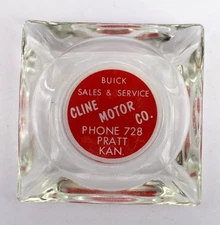 BUICK
SALES & SERVICE
CLINE MOTOR CO.
PHONE 728
PRATT
KAN.